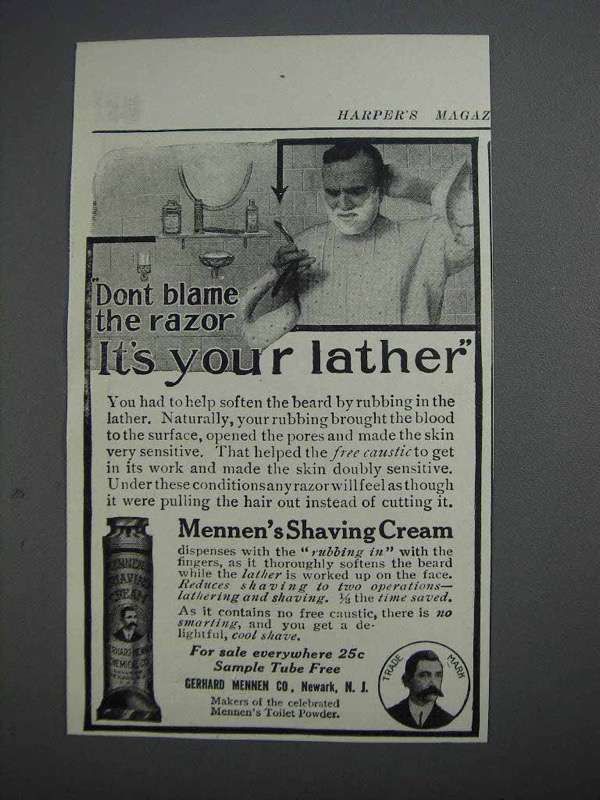 HARPER'S MAGAZ
"Dont blame
the razor
It's your lather"
You had to help soften the beard by rubbing in the
lather. Naturally, your rubbing brought the blood
to the surface, opened the pores and made the skin
very sensitive. That helped the free caustic to get
in its work and made the skin doubly sensitive.
Under these conditions any razor will feel as though
it were pulling the hair out instead of cutting it.
Mennen's Shaving Cream
dispenses with the "rubbing in" with the
fingers, as it thoroughly softens the beard
while the lather is worked up on the face.
Reduces shaving to two operations—
lathering and shaving. ½ the time saved.
As it contains no free caustic, there is no
smarting, and you get a de-
lightful, cool shave.
For sale everywhere 25c
Sample Tube Free
GERHARD MENNEN CO., Newark, N. J.
Makers of the celebrated
Mennen's Toilet Powder.
MENNEN'S
SHAVING
CREAM
GERHARD MENNEN
CHEMICAL CO.
TRADE MARK